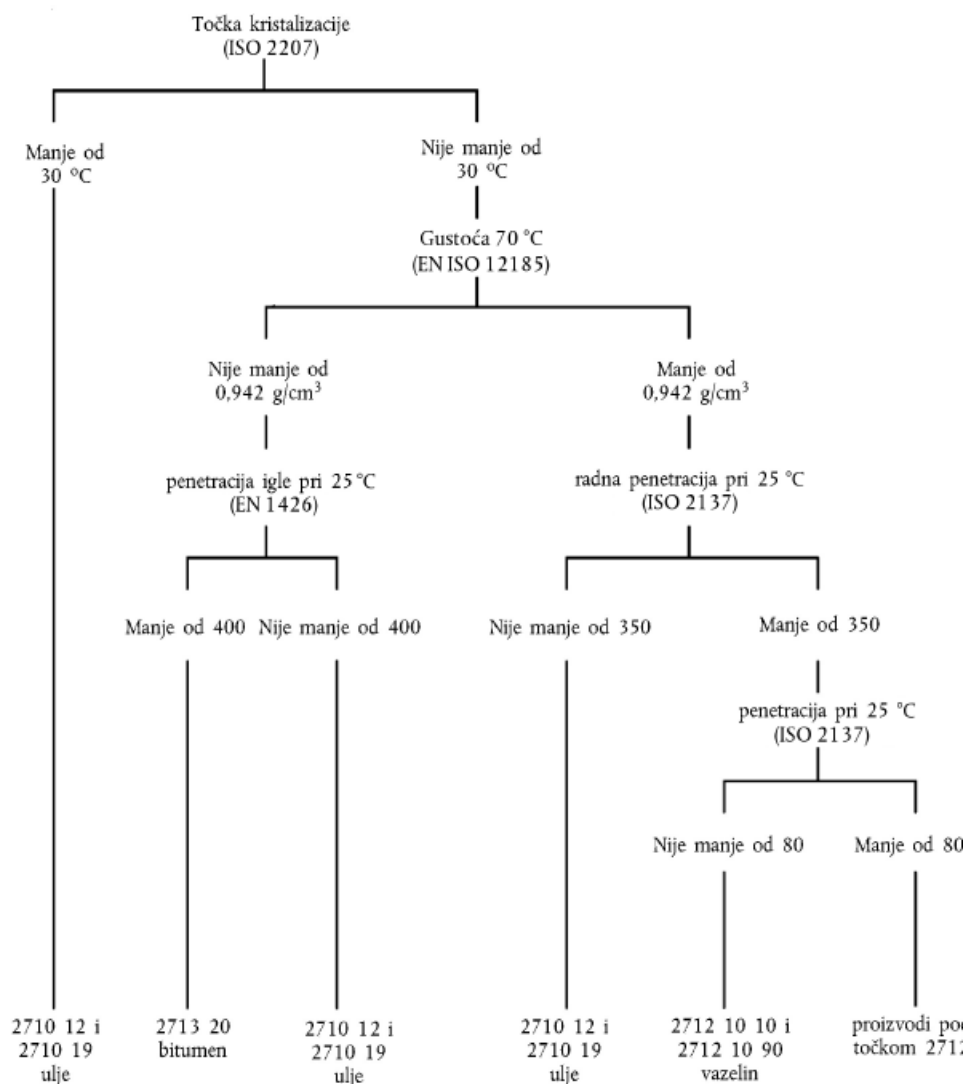 Točka kristalizacije
(ISO 2207)
Manje od
30 °C
Nije manje od
30 °C
Gustoća 70 °C
(EN ISO 12185)
Nije manje od
0,942 g/cm³
Manje od
0,942 g/cm³
penetracija igle pri 25 °C
(EN 1426)
radna penetracija pri 25 °C
(ISO 2137)
Manje od 400
Nije manje od 400
Nije manje od 350
Manje od 350
penetracija pri 25 °C
(ISO 2137)
Nije manje od 80
Manje od 80
2710 12 i
2710 19
ulje
2713 20
bitumen
2710 12 i
2710 19
ulje
2710 12 i
2710 19
ulje
2712 10 10 i
2712 10 90
vazelin
proizvodi pod
točkom 2712